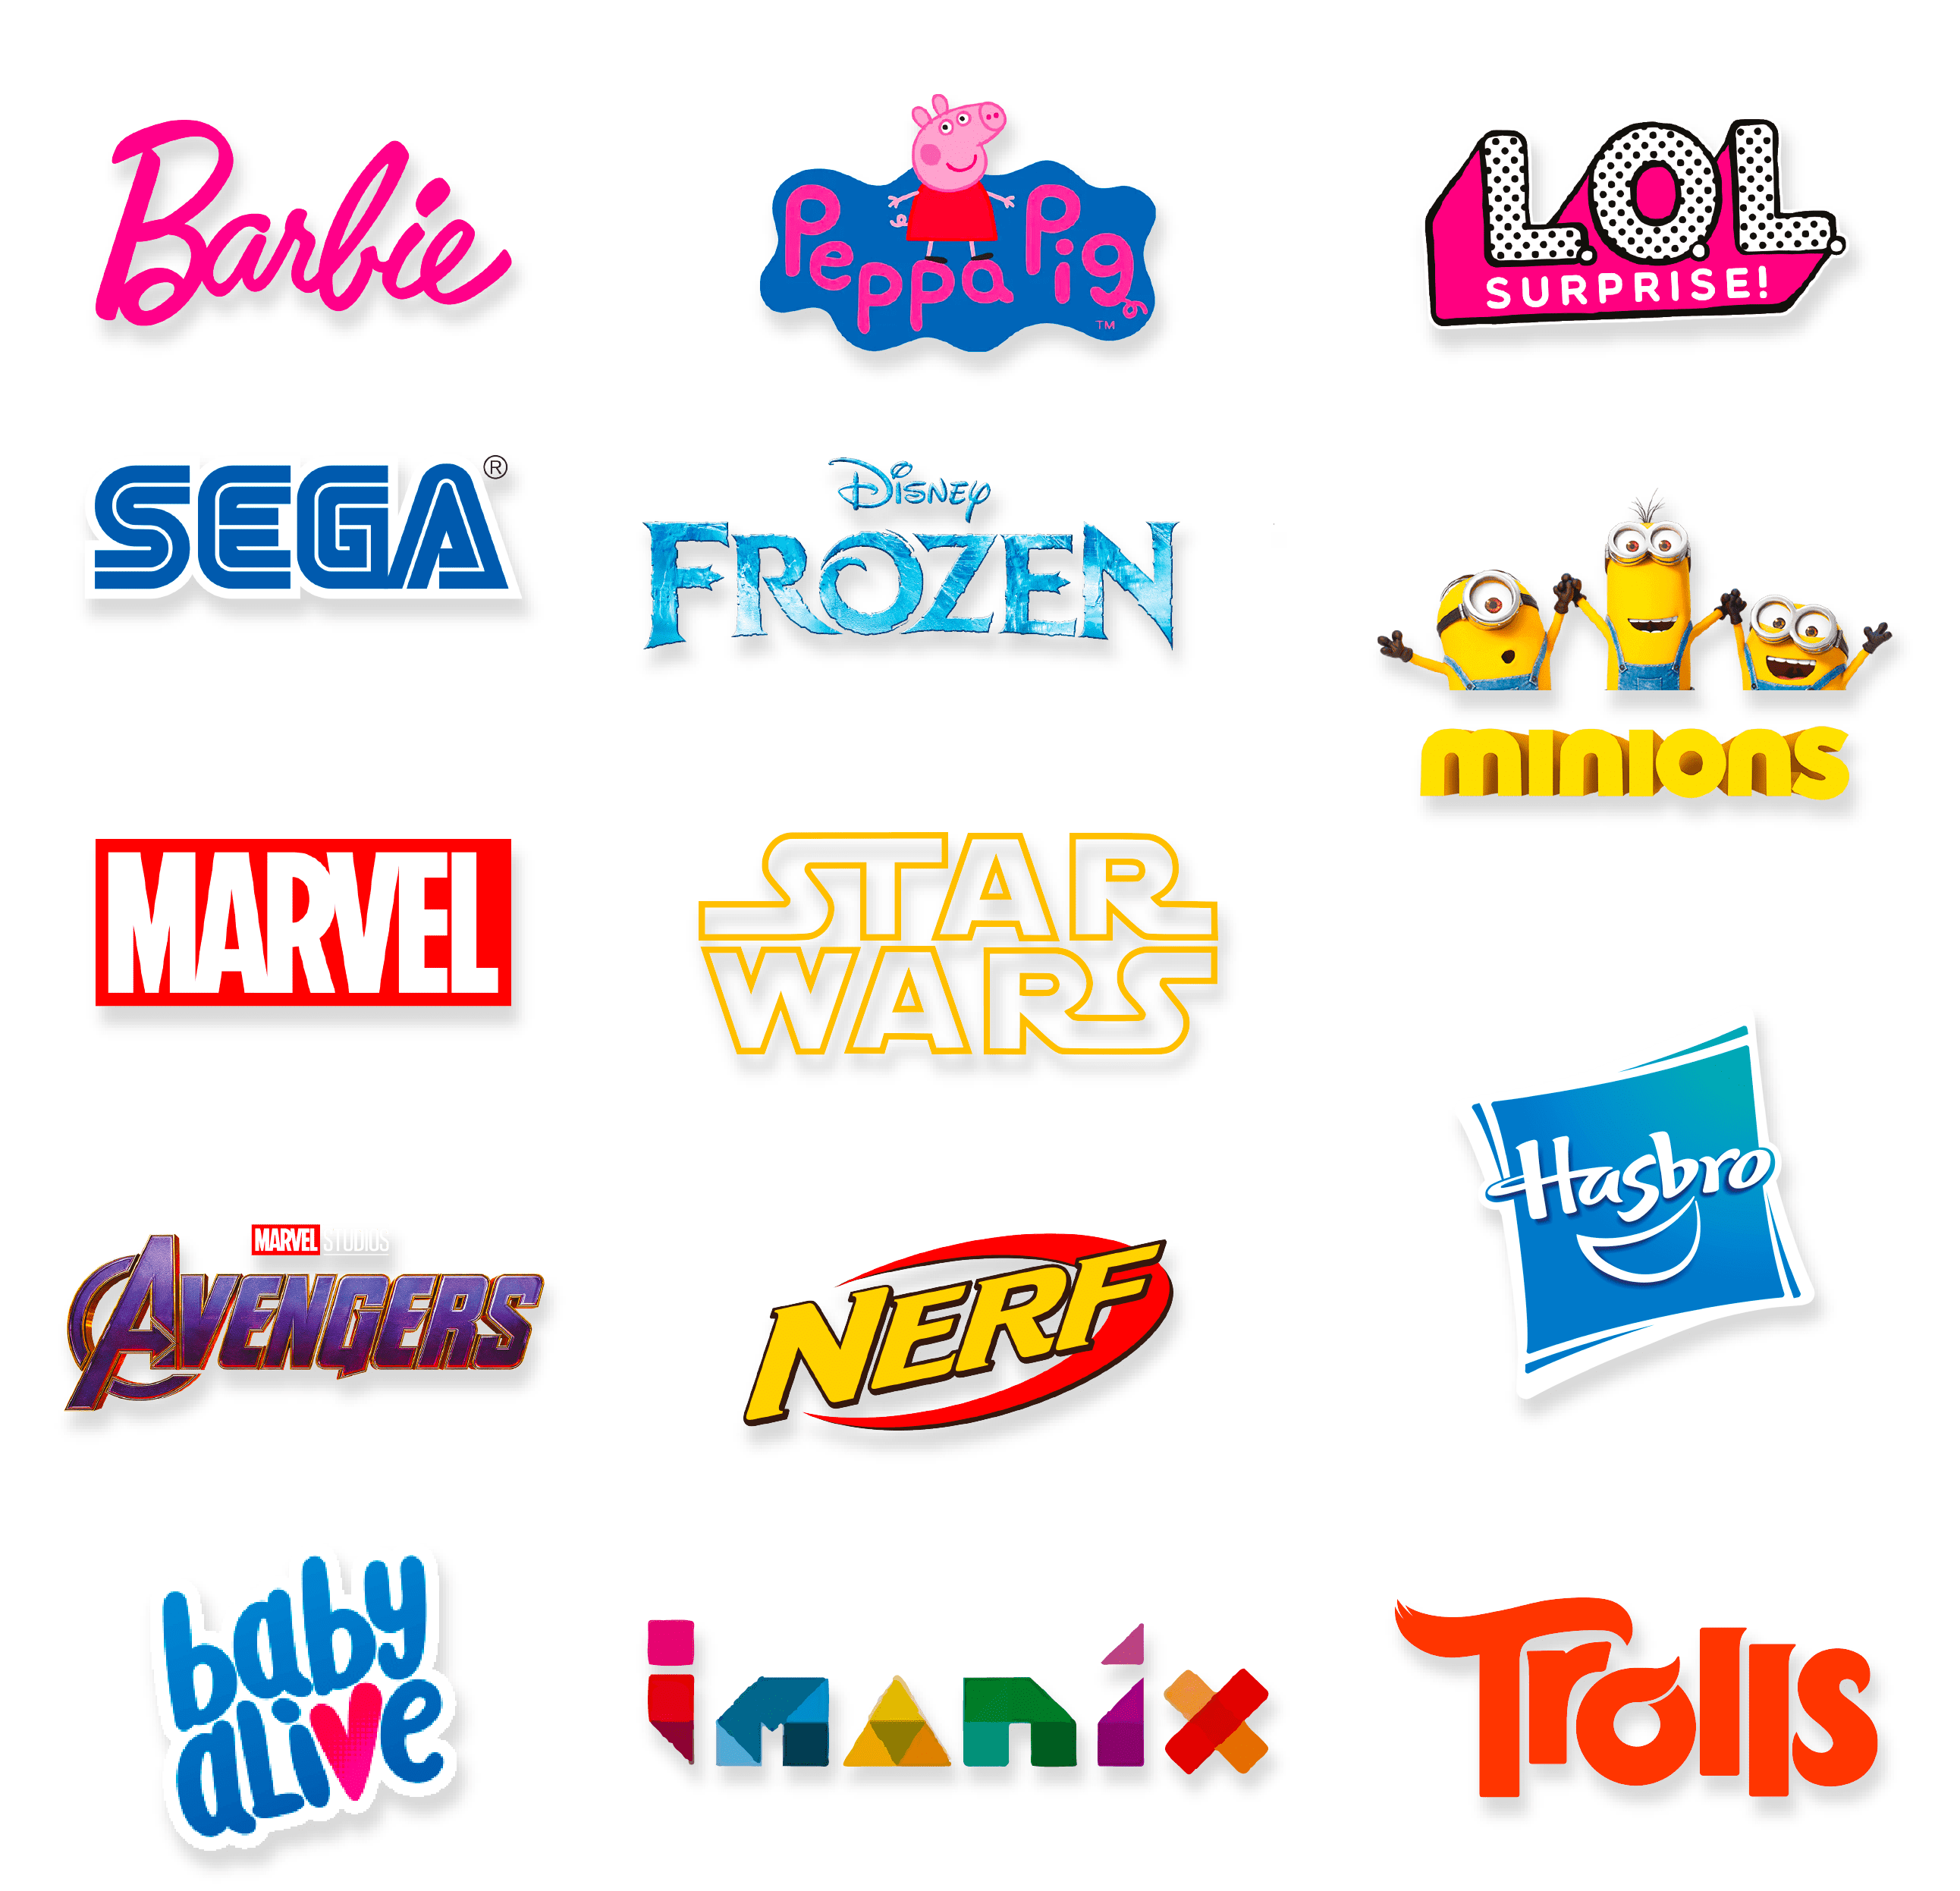 Barbie
Peppa Pig
TM
L.O.L.
SURPRISE!
SEGA
®
Disney
FROZEN
minions
MARVEL
STAR
WARS
Hasbro
MARVEL STUDIOS
AVENGERS
NERF
baby
alive
imanix
Trolls